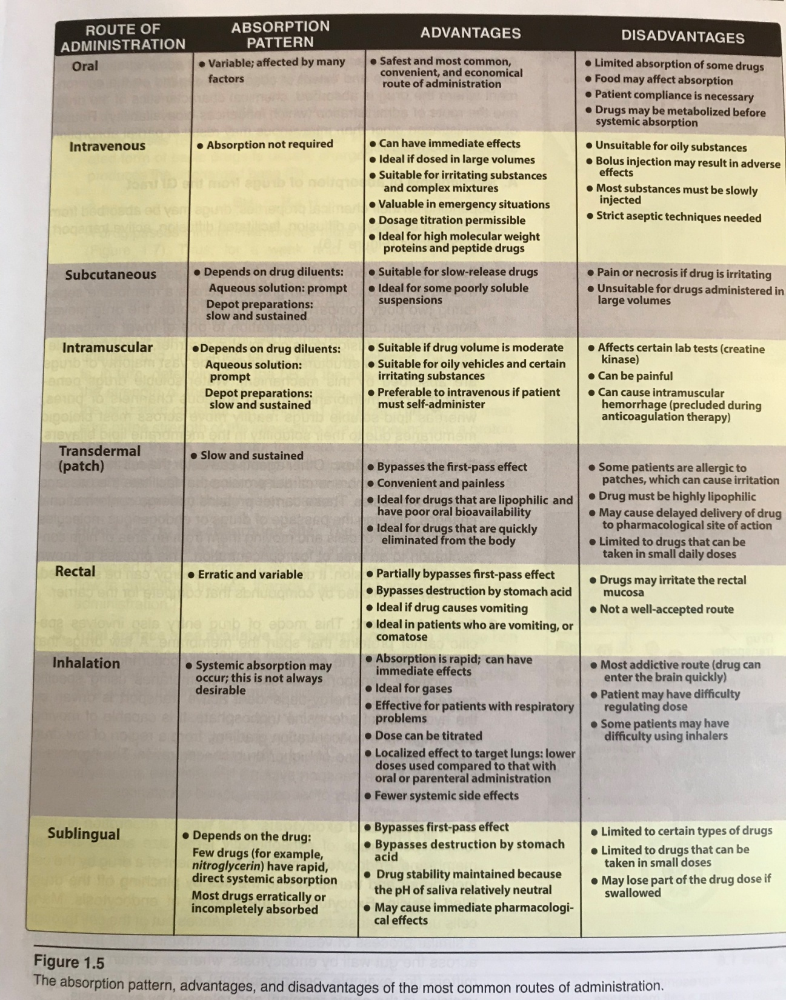 ROUTE OF
ADMINISTRATION
ABSORPTION
PATTERN
ADVANTAGES
DISADVANTAGES
Oral
● Variable; affected by many
factors
● Safest and most common,
convenient, and economical
route of administration
● Limited absorption of some drugs
● Food may affect absorption
● Patient compliance is necessary
● Drugs may be metabolized before
systemic absorption
Intravenous
● Absorption not required
● Can have immediate effects
● Ideal if dosed in large volumes
● Suitable for irritating substances
and complex mixtures
● Valuable in emergency situations
● Dosage titration permissible
● Ideal for high molecular weight
proteins and peptide drugs
● Unsuitable for oily substances
● Bolus injection may result in adverse
effects
● Most substances must be slowly
injected
● Strict aseptic techniques needed
Subcutaneous
● Depends on drug diluents:
Aqueous solution: prompt
Depot preparations:
slow and sustained
● Suitable for slow-release drugs
● Ideal for some poorly soluble
suspensions
● Pain or necrosis if drug is irritating
● Unsuitable for drugs administered in
large volumes
Intramuscular
● Depends on drug diluents:
Aqueous solution:
prompt
Depot preparations:
slow and sustained
● Suitable if drug volume is moderate
● Suitable for oily vehicles and certain
irritating substances
● Preferable to intravenous if patient
must self-administer
● Affects certain lab tests (creatine
kinase)
● Can be painful
● Can cause intramuscular
hemorrhage (precluded during
anticoagulation therapy)
Transdermal
(patch)
● Slow and sustained
● Bypasses the first-pass effect
● Convenient and painless
● Ideal for drugs that are lipophilic and
have poor oral bioavailability
● Ideal for drugs that are quickly
eliminated from the body
● Some patients are allergic to
patches, which can cause irritation
● Drug must be highly lipophilic
● May cause delayed delivery of drug
to pharmacological site of action
● Limited to drugs that can be
taken in small daily doses
Rectal
● Erratic and variable
● Partially bypasses first-pass effect
● Bypasses destruction by stomach acid
● Ideal if drug causes vomiting
● Ideal in patients who are vomiting, or
comatose
● Drugs may irritate the rectal
mucosa
● Not a well-accepted route
Inhalation
● Systemic absorption may
occur; this is not always
desirable
● Absorption is rapid; can have
immediate effects
● Ideal for gases
● Effective for patients with respiratory
problems
● Dose can be titrated
● Localized effect to target lungs: lower
doses used compared to that with
oral or parenteral administration
● Fewer systemic side effects
● Most addictive route (drug can
enter the brain quickly)
● Patient may have difficulty
regulating dose
● Some patients may have
difficulty using inhalers
Sublingual
● Depends on the drug:
Few drugs (for example,
nitroglycerin) have rapid,
direct systemic absorption
Most drugs erratically or
incompletely absorbed
● Bypasses first-pass effect
● Bypasses destruction by stomach
acid
● Drug stability maintained because
the pH of saliva relatively neutral
● May cause immediate pharmacologi-
cal effects
● Limited to certain types of drugs
● Limited to drugs that can be
taken in small doses
● May lose part of the drug dose if
swallowed
Figure 1.5
The absorption pattern, advantages, and disadvantages of the most common routes of administration.